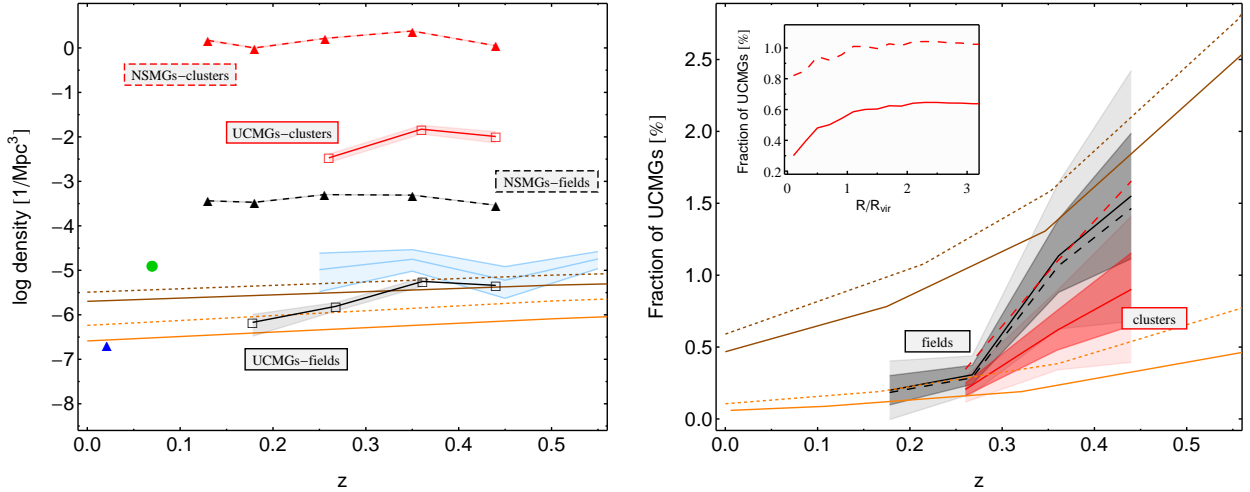 0
−1
−2
−3
−4
−5
−6
−7
−8
log density [1/Mpc³]
NSMGs−clusters
UCMGs−clusters
NSMGs−fields
UCMGs−fields
0.0 0.1 0.2 0.3 0.4 0.5
z
2.5
2.0
1.5
1.0
0.5
0.0
Fraction of UCMGs [%]
1.0
0.8
0.6
0.4
0.2
Fraction of UCMGs [%]
0 1 2 3
R/Rvir
fields
clusters
0.0 0.1 0.2 0.3 0.4 0.5
z